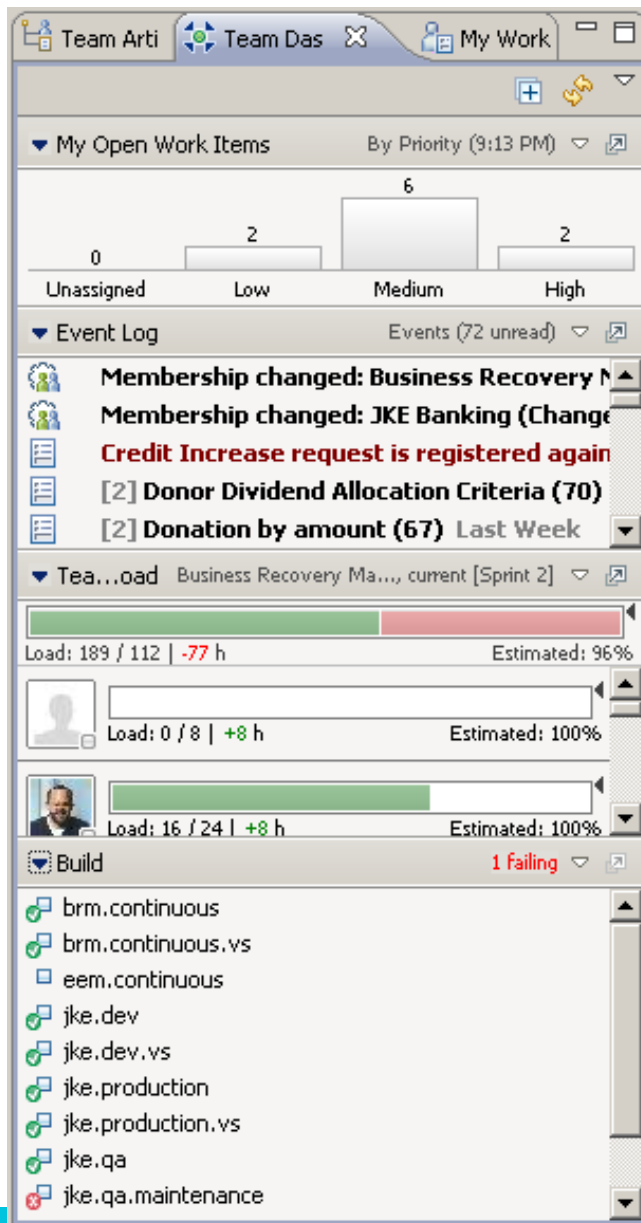 Team Arti Team Das My Work
My Open Work Items By Priority (9:13 PM)
6
2 2
0
Unassigned Low Medium High
Event Log Events (72 unread)
Membership changed: Business Recovery
Membership changed: JKE Banking (Change
Credit Increase request is registered again
[2] Donor Dividend Allocation Criteria (70)
[2] Donation by amount (67) Last Week
Tea...oad Business Recovery Ma..., current [Sprint 2]
Load: 189 / 112 | -77 h Estimated: 96%
Load: 0 / 8 | +8 h Estimated: 100%
Load: 16 / 24 | +8 h Estimated: 100%
Build 1 failing
brm.continuous
brm.continuous.vs
eem.continuous
jke.dev
jke.dev.vs
jke.production
jke.production.vs
jke.qa
jke.qa.maintenance